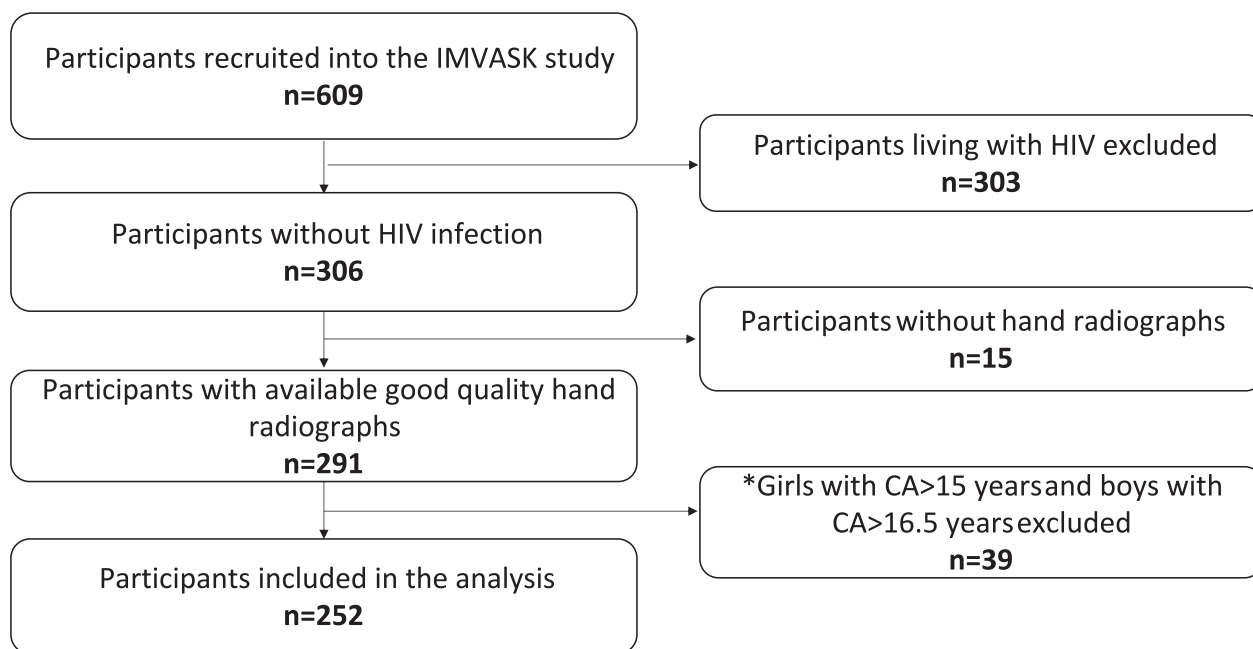 Participants recruited into the IMVASK study
n=609
Participants living with HIV excluded
n=303
Participants without HIV infection
n=306
Participants without hand radiographs
n=15
Participants with available good quality hand
radiographs
n=291
*Girls with CA>15 years and boys with
CA>16.5 years excluded
n=39
Participants included in the analysis
n=252